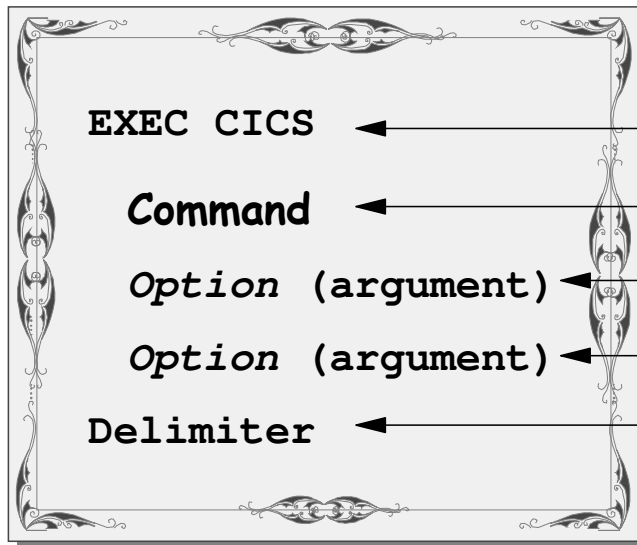 EXEC CICS
Command
Option (argument)
Option (argument)
Delimiter